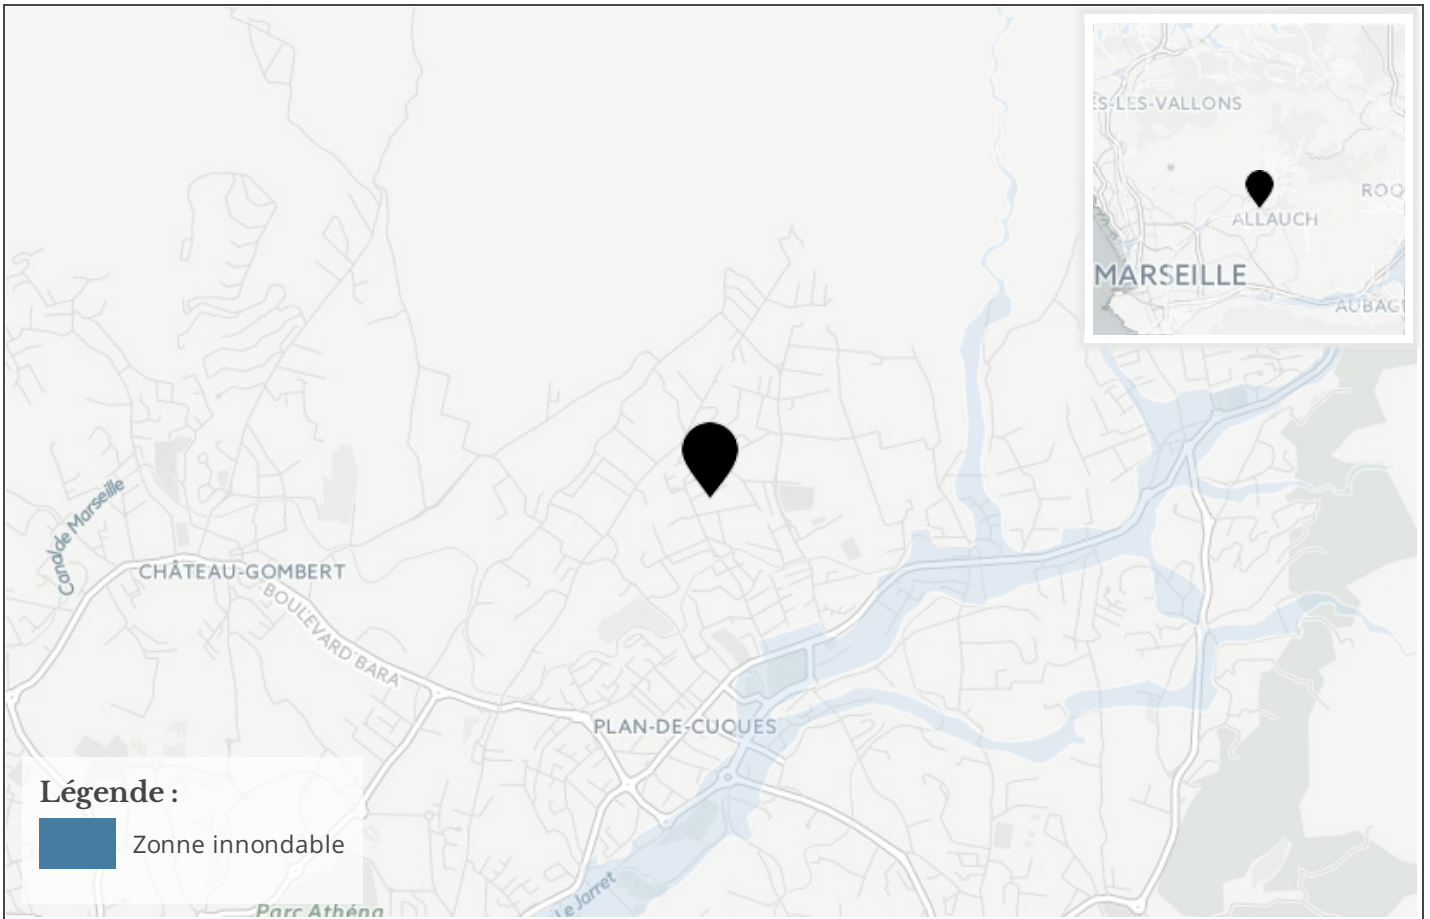 ES-LES-VALLONS
ROQ
ALLAUCH
MARSEILLE
AUBAG
Canal de Marseille
CHÂTEAU-GOMBERT
BOULEVARD BARA
PLAN-DE-CUQUES
Légende :
Zonne innondable
Le Jarret
Parc Athéna